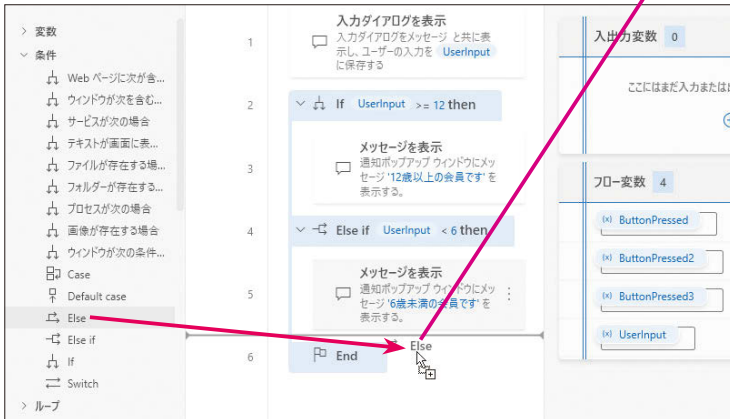 変数
条件
Web ページに次が含...
ウィンドウが次を含む...
サービスが次の場合
テキストが画面に表...
ファイルが存在する場...
フォルダーが存在する...
プロセスが次の場合
画像が存在する場合
ウィンドウが次の条件...
Case
Default case
Else
Else if
If
Switch
ループ
1
入力ダイアログを表示
入力ダイアログをメッセージ と共に表
示し、ユーザーの入力を UserInput
に保存する
2
If UserInput >= 12 then
3
メッセージを表示
通知ポップアップ ウィンドウにメッ
セージ '12歳以上の会員です' を
表示する。
4
Else if UserInput < 6 then
5
メッセージを表示
通知ポップアップ ウィンドウにメッ
セージ '6歳未満の会員です' を
表示する。
6
End
Else
入出力変数 0
ここにはまだ入力または
フロー変数 4
(x) ButtonPressed
(x) ButtonPressed2
(x) ButtonPressed3
(x) UserInput